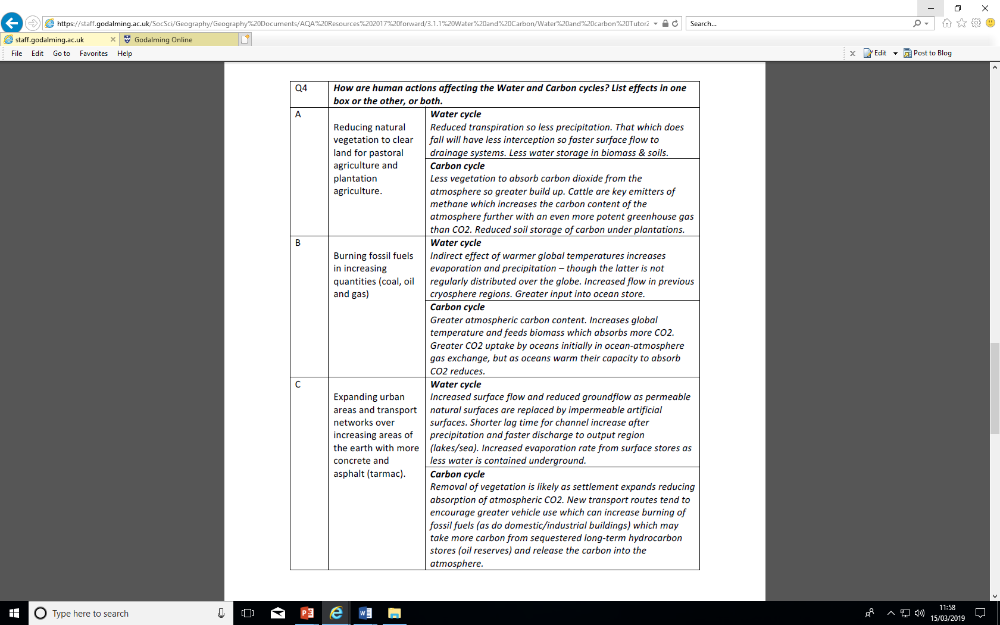 https://staff.godalming.ac.uk/SocSci/Geography/Geography%20Documents/AQA%20Resources%202017%20forward/3.1.1%20Water%20and%20Carbon/Water%20and%20carbon%20Tutor2
Search...
staff.godalming.ac.uk
Godalming Online
File Edit Go to Favorites Help
x Edit Post to Blog
Q4
How are human actions affecting the Water and Carbon cycles? List effects in one
box or the other, or both.
A
Reducing natural
vegetation to clear
land for pastoral
agriculture and
plantation
agriculture.
Water cycle
Reduced transpiration so less precipitation. That which does
fall will have less interception so faster surface flow to
drainage systems. Less water storage in biomass & soils.
Carbon cycle
Less vegetation to absorb carbon dioxide from the
atmosphere so greater build up. Cattle are key emitters of
methane which increases the carbon content of the
atmosphere further with an even more potent greenhouse gas
than CO2. Reduced soil storage of carbon under plantations.
B
Burning fossil fuels
in increasing
quantities (coal, oil
and gas)
Water cycle
Indirect effect of warmer global temperatures increases
evaporation and precipitation – though the latter is not
regularly distributed over the globe. Increased flow in previous
cryosphere regions. Greater input into ocean store.
Carbon cycle
Greater atmospheric carbon content. Increases global
temperature and feeds biomass which absorbs more CO2.
Greater CO2 uptake by oceans initially in ocean-atmosphere
gas exchange, but as oceans warm their capacity to absorb
CO2 reduces.
C
Expanding urban
areas and transport
networks over
increasing areas of
the earth with more
concrete and
asphalt (tarmac).
Water cycle
Increased surface flow and reduced groundflow as permeable
natural surfaces are replaced by impermeable artificial
surfaces. Shorter lag time for channel increase after
precipitation and faster discharge to output region
(lakes/sea). Increased evaporation rate from surface stores as
less water is contained underground.
Carbon cycle
Removal of vegetation is likely as settlement expands reducing
absorption of atmospheric CO2. New transport routes tend to
encourage greater vehicle use which can increase burning of
fossil fuels (as do domestic/industrial buildings) which may
take more carbon from sequestered long-term hydrocarbon
stores (oil reserves) and release the carbon into the
atmosphere.
Type here to search
11:58
15/03/2019